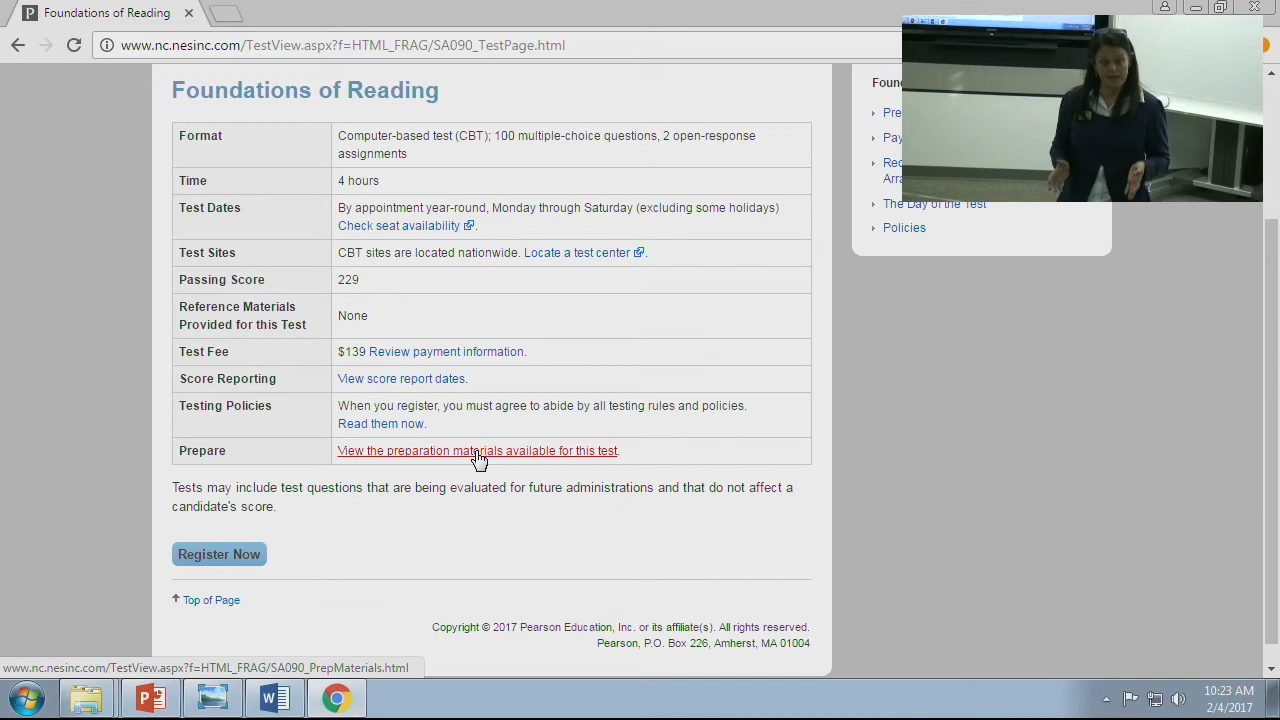 Foundations of Reading
www.nc.nesinc.com/TestView.aspx?f=HTML_FRAG/SA090_TestPage.html
Foundations of Reading
Format
Computer-based test (CBT); 100 multiple-choice questions, 2 open-response
assignments
Time
4 hours
Test Dates
By appointment year-round, Monday through Saturday (excluding some holidays)
Check seat availability
Test Sites
CBT sites are located nationwide. Locate a test center.
Passing Score
229
Reference Materials
Provided for this Test
None
Test Fee
$139 Review payment information.
Score Reporting
View score report dates.
Testing Policies
When you register, you must agree to abide by all testing rules and policies.
Read them now.
Prepare
View the preparation materials available for this test.
Tests may include test questions that are being evaluated for future administrations and that do not affect a
candidate's score.
Register Now
Top of Page
Copyright © 2017 Pearson Education, Inc. or its affiliate(s). All rights reserved.
Pearson, P.O. Box 226, Amherst, MA 01004
Foun
Pre
Pay
Rec
Arra
The Day of the Test
Policies
www.nc.nesinc.com/TestView.aspx?f=HTML_FRAG/SA090_PrepMaterials.html
10:23 AM
2/4/2017